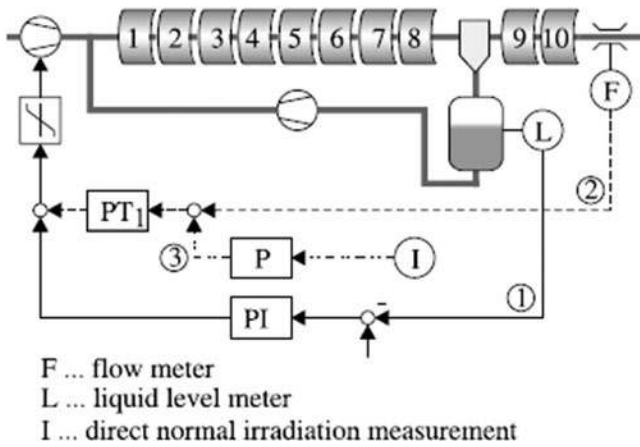 1 2 3 4 5 6 7 8 9 10
F
L
②
PT1
③ P I
①
PI -
F ... flow meter
L ... liquid level meter
I ... direct normal irradiation measurement